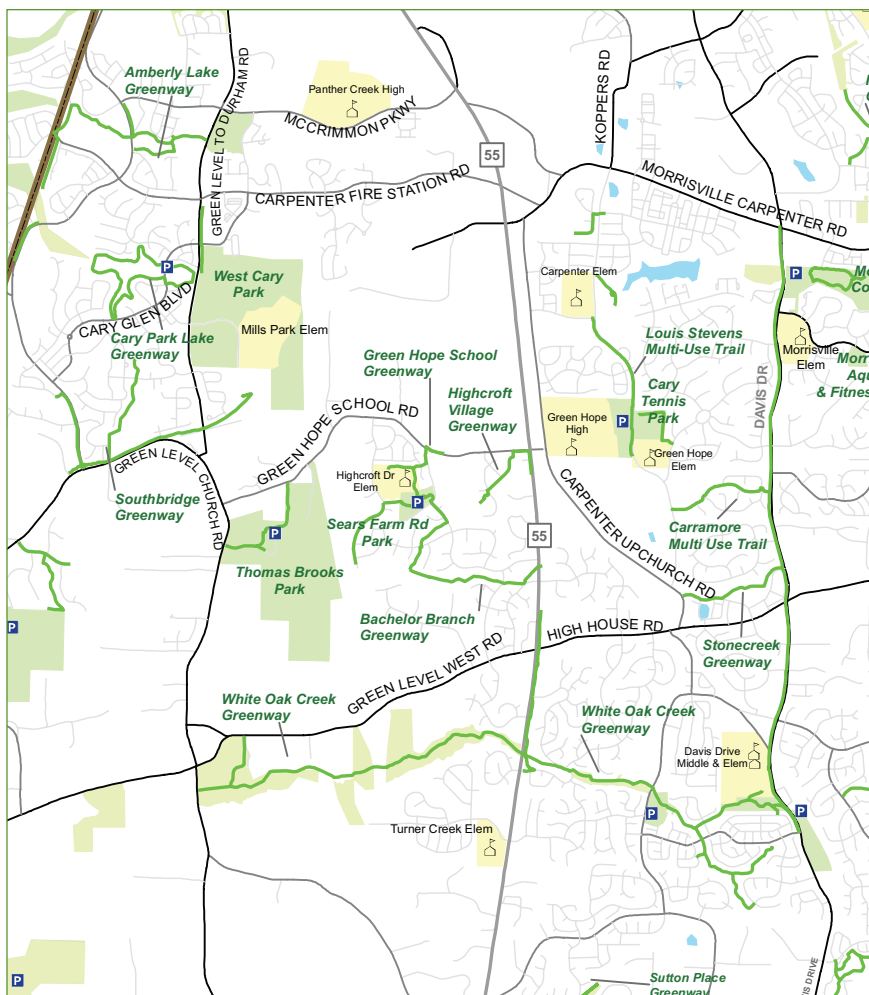 Amberly Lake
Greenway
GREEN LEVEL TO DURHAM RD
Panther Creek High
MCCRIMMON PKWY
KOPPERS RD
55
CARPENTER FIRE STATION RD
MORRISVILLE CARPENTER RD
P
West Cary
Park
Carpenter Elem
P
CARY GLEN BLVD
Cary Park Lake
Greenway
Mills Park Elem
Green Hope School
Greenway
Louis Stevens
Multi-Use Trail
Morrisville
Elem
& Fitnes
Highcroft
Village
Greenway
Cary
Tennis
Park
DAVIS DR
GREEN HOPE SCHOOL RD
Green Hope
High
P
Green Hope
Elem
GREEN LEVEL
CHURCH RD
Southbridge
Greenway
Highcroft Dr
Elem
P
Sears Farm Rd
Park
CARPENTER UPCHURCH RD
Carramore
Multi Use Trail
P
55
Thomas Brooks
Park
Bachelor Branch
Greenway
P
HIGH HOUSE RD
Stonecreek
Greenway
GREEN LEVEL WEST RD
White Oak Creek
Greenway
White Oak Creek
Greenway
Davis Drive
Middle & Elem
P
P
Turner Creek Elem
P
Sutton Place
Greenway
IS DRIVE